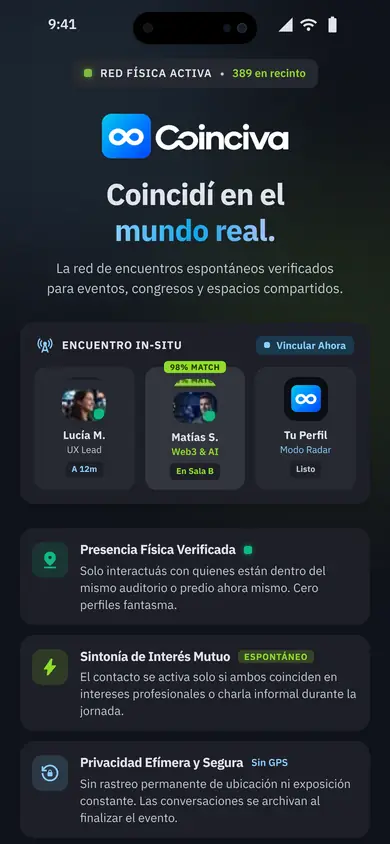 9:41
RED FÍSICA ACTIVA • 389 en recinto
Coinciva
Coincidí en el
mundo real.
La red de encuentros espontáneos verificados
para eventos, congresos y espacios compartidos.
ENCUENTRO IN-SITU
Vincular Ahora
98% MATCH
Lucía M.
UX Lead
A 12m
Matías S.
Web3 & AI
En Sala B
Tu Perfil
Modo Radar
Listo
Presencia Física Verificada
Solo interactuás con quienes están dentro del
mismo auditorio o predio ahora mismo. Cero
perfiles fantasma.
Sintonía de Interés Mutuo ESPONTÁNEO
El contacto se activa solo si ambos coinciden en
intereses profesionales o charla informal durante la
jornada.
Privacidad Efímera y Segura Sin GPS
Sin rastreo permanente de ubicación ni exposición
constante. Las conversaciones se archivan al
finalizar el evento.